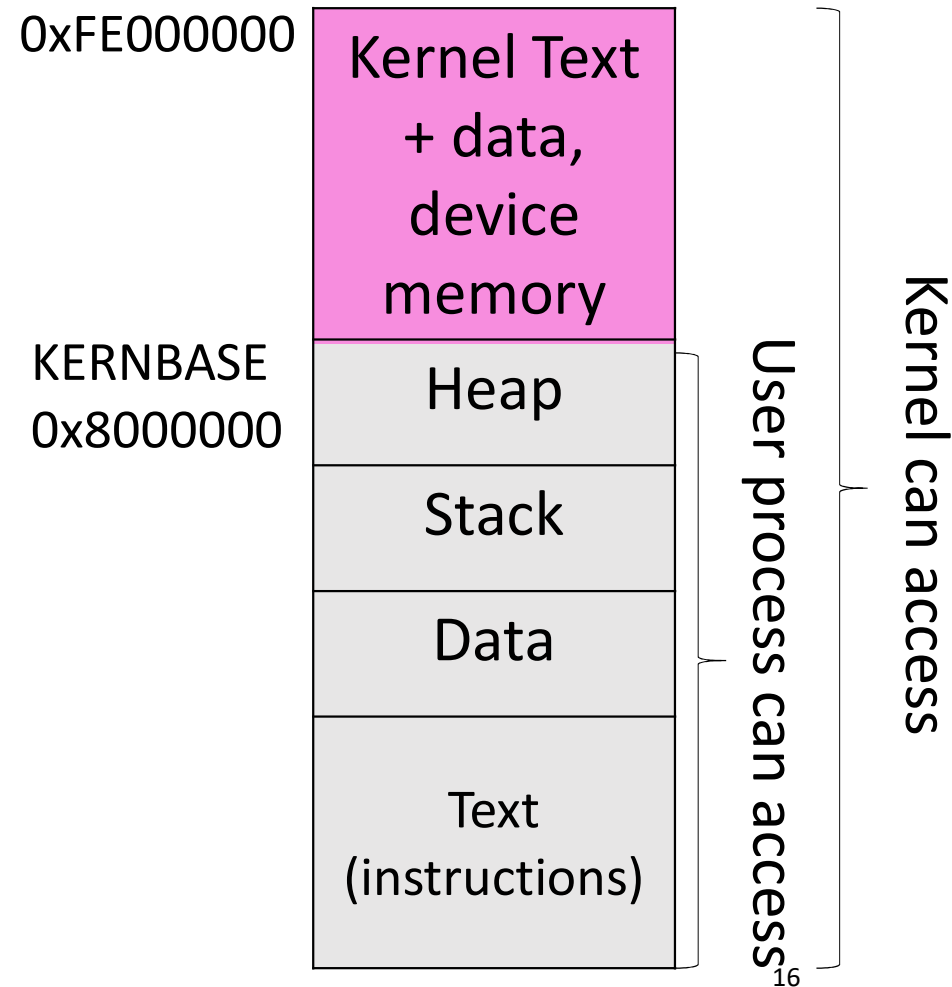 0xFE000000
Kernel Text
+ data,
device
memory
KERNBASE
0x8000000
Heap
Stack
Data
Text
(instructions)
User process can access
Kernel can access
16